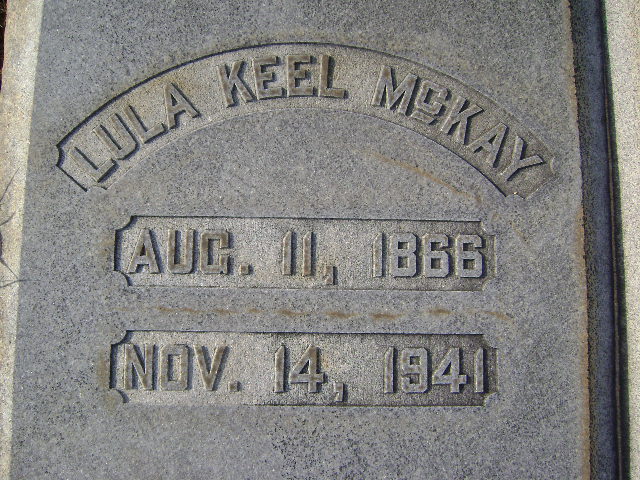 LULA KEEL McKAY
AUG. 11, 1866
NOV. 14, 1941